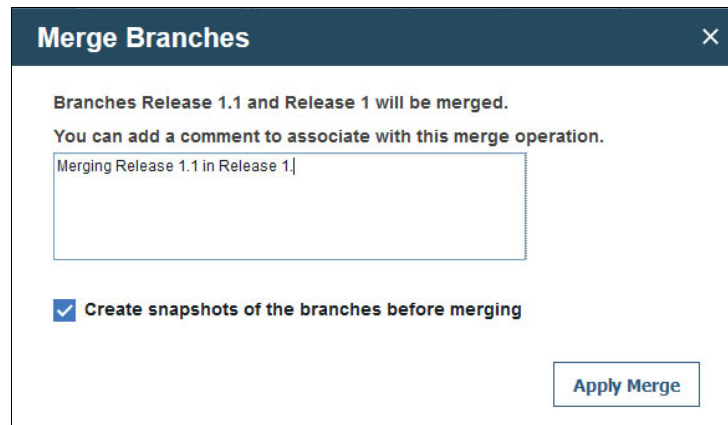 Merge Branches
Branches Release 1.1 and Release 1 will be merged.
You can add a comment to associate with this merge operation.
Merging Release 1.1 in Release 1.
Create snapshots of the branches before merging
Apply Merge